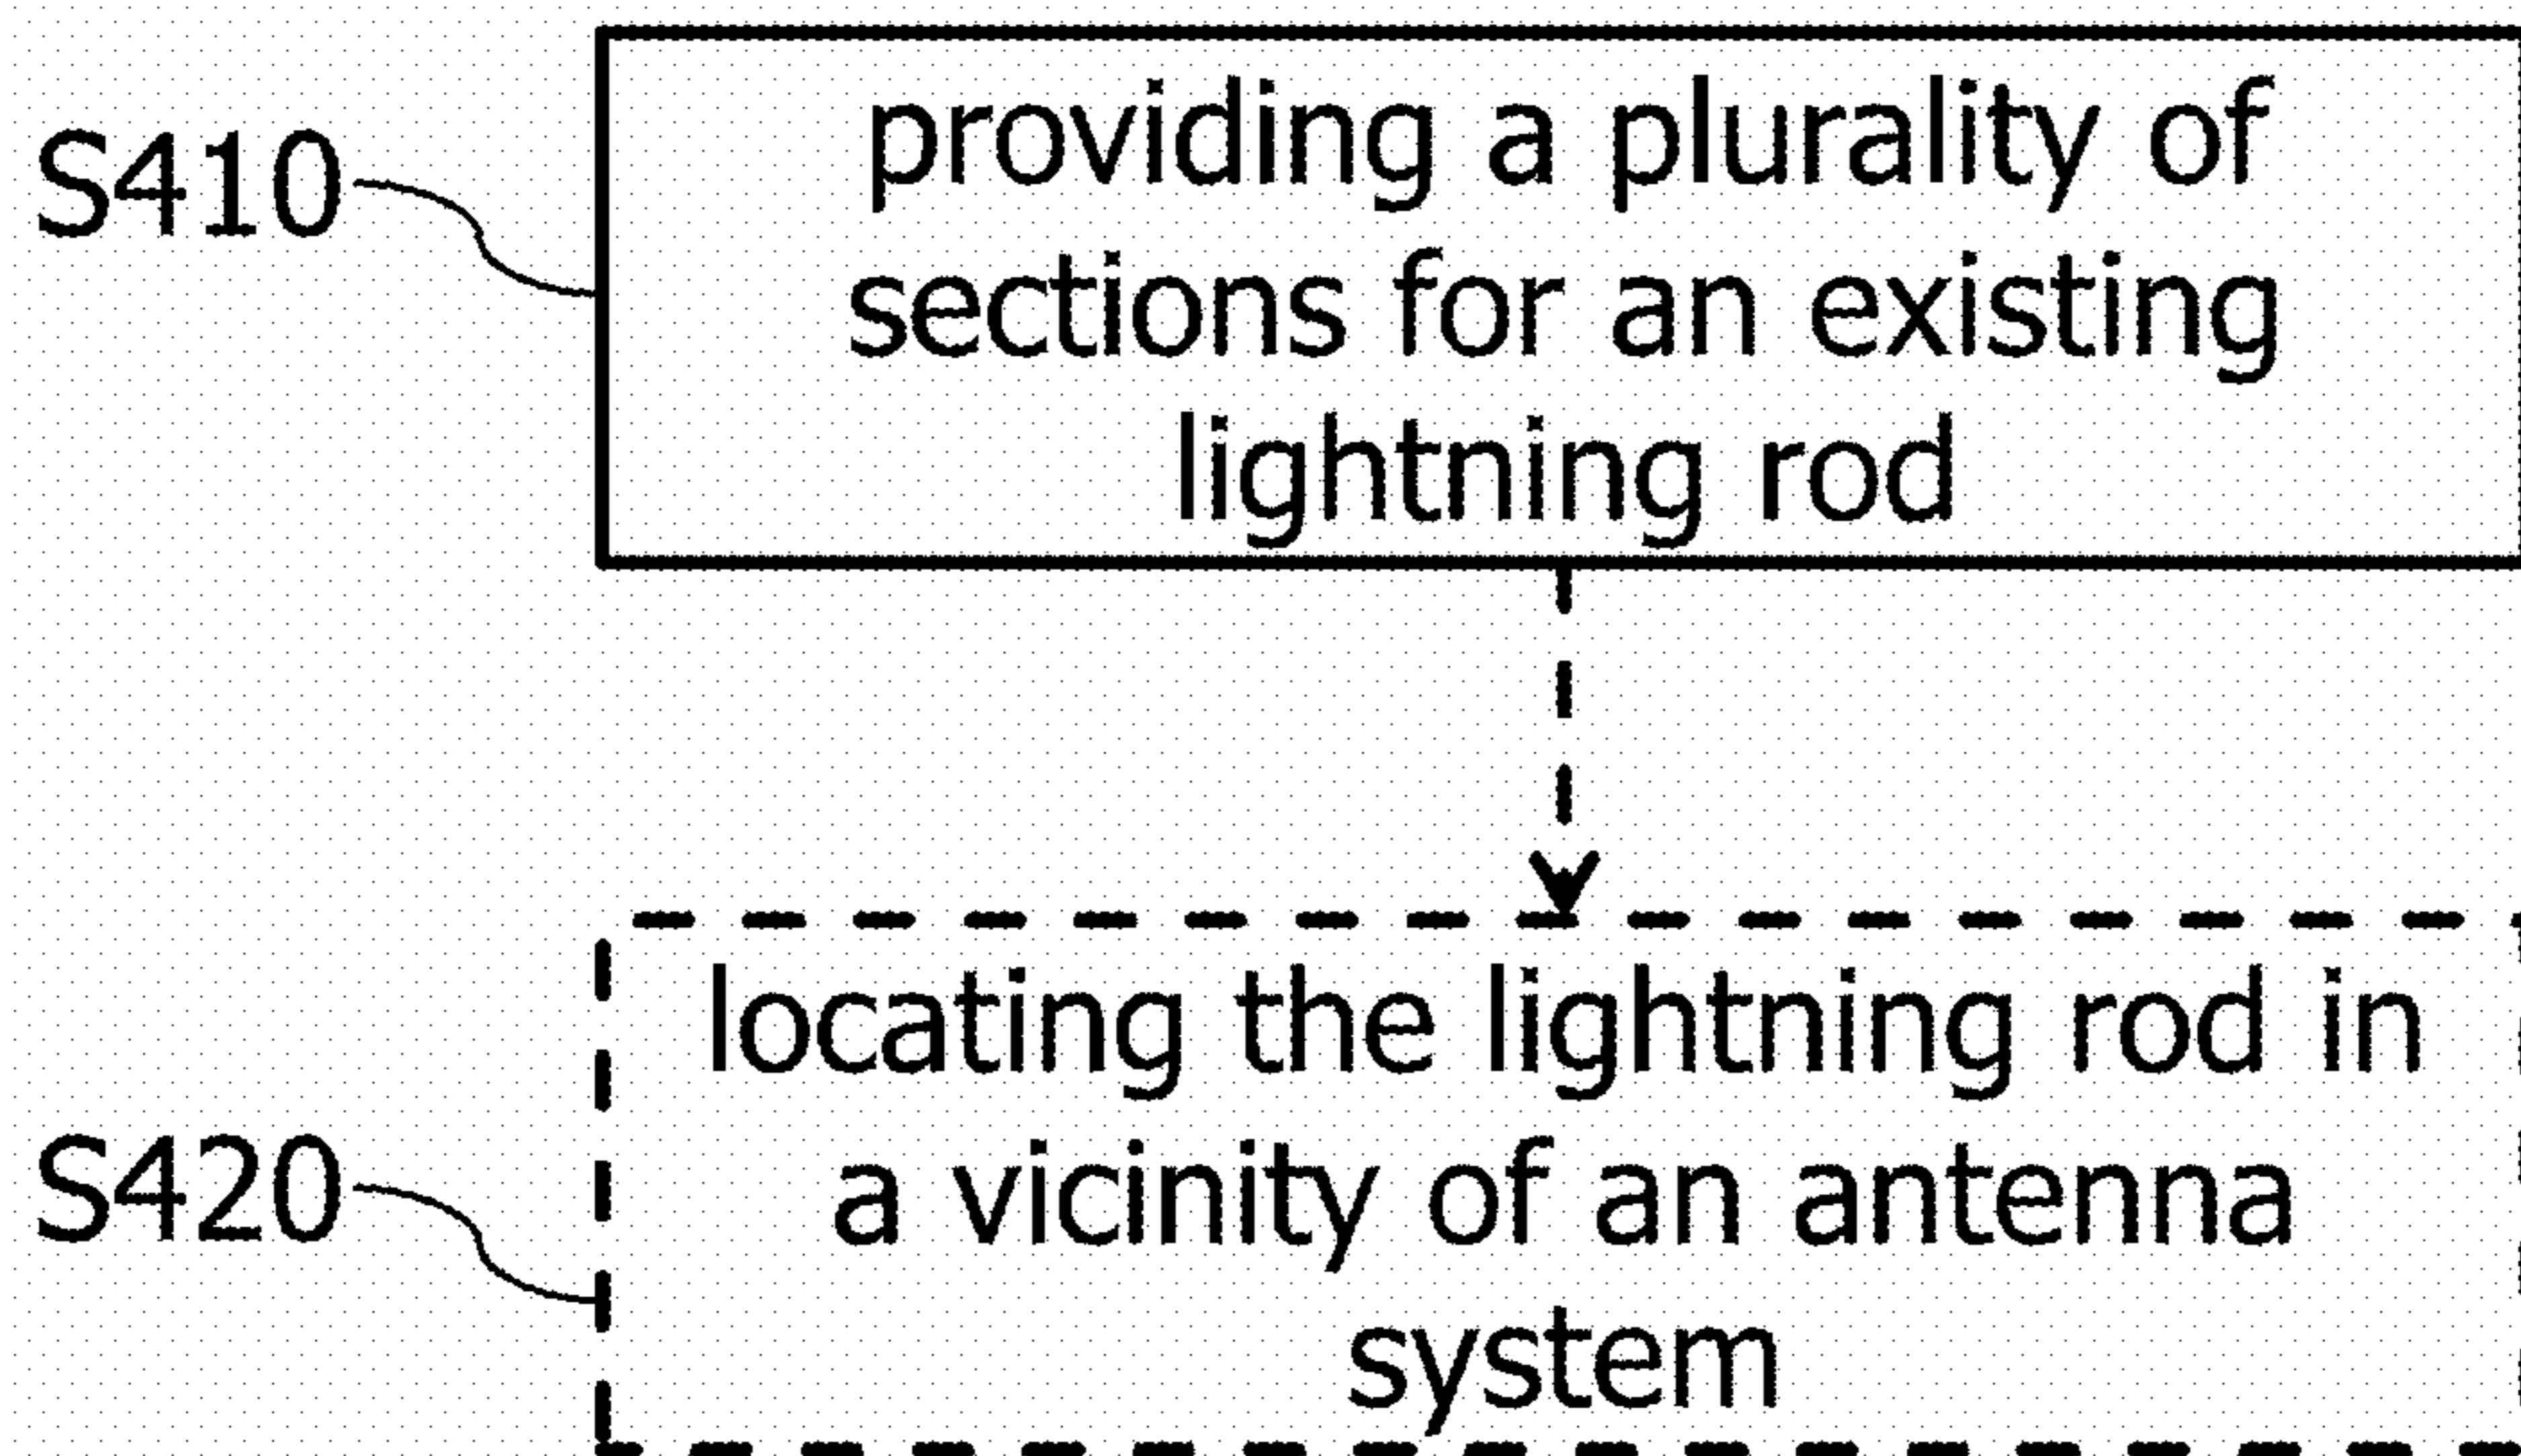 S410
providing a plurality of
sections for an existing
lightning rod
S420
locating the lightning rod in
a vicinity of an antenna
system